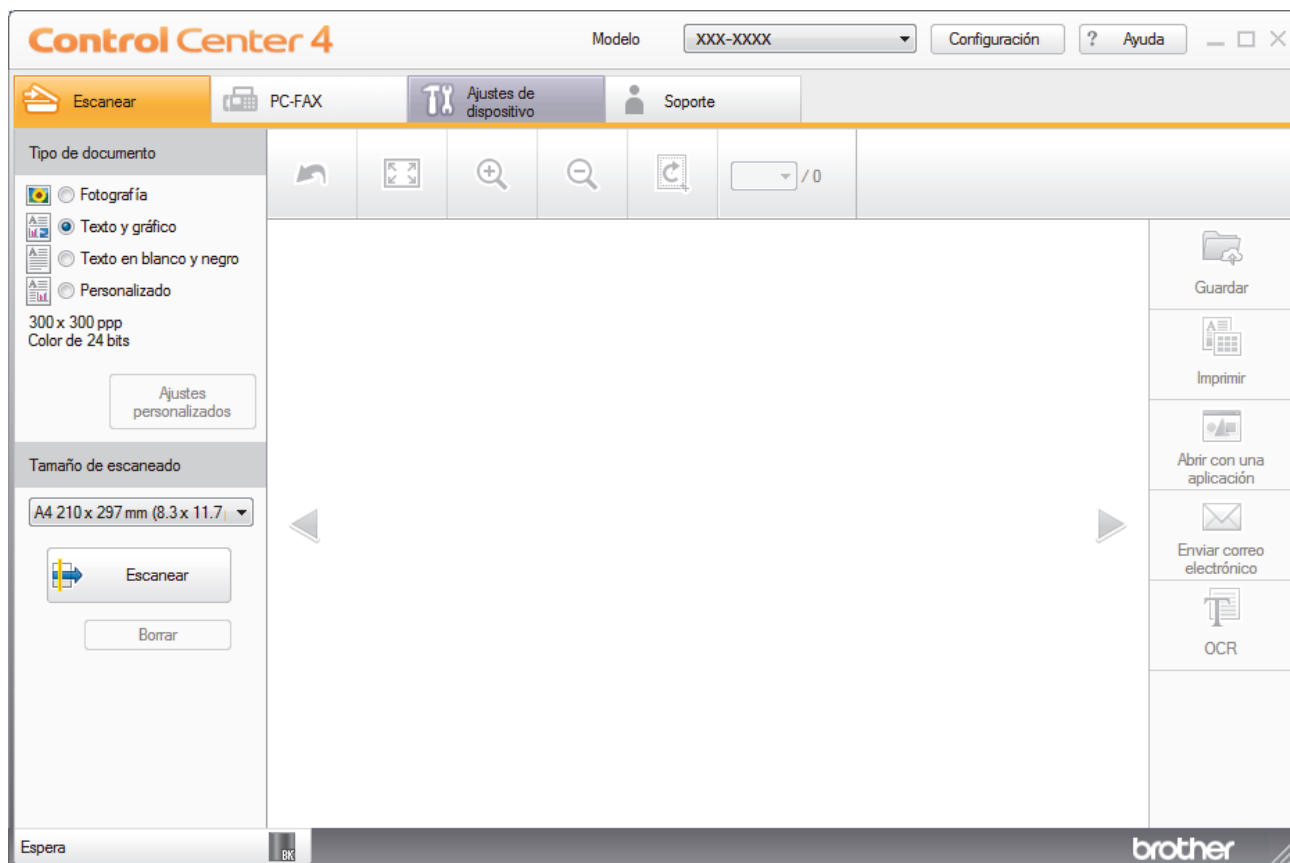 Control Center 4
Modelo
XXX-XXXX
Configuración
? Ayuda
Escanear
PC-FAX
Ajustes de
dispositivo
Soporte
Tipo de documento
/ 0
Fotografía
Texto y gráfico
Texto en blanco y negro
Personalizado
300 x 300 ppp
Color de 24 bits
Ajustes
personalizados
Tamaño de escaneado
A4 210 x 297 mm (8.3 x 11.7
Escanear
Borrar
Guardar
Imprimir
Abrir con una
aplicación
Enviar correo
electrónico
OCR
Espera
BK
brother